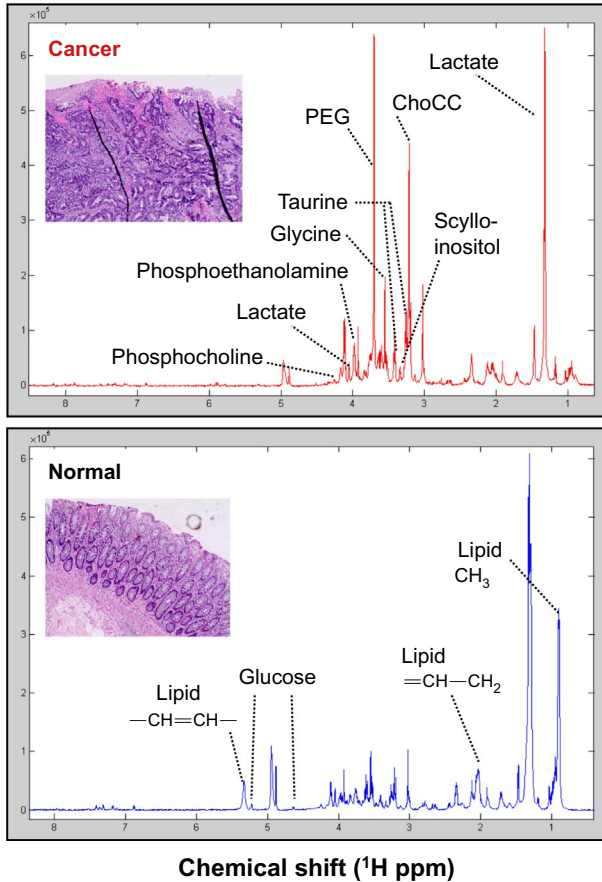 ×10⁵
Cancer
Lactate
PEG
ChoCC
Taurine
Glycine
Scyllo-
inositol
Phosphoethanolamine
Lactate
Phosphocholine
6
5
4
3
2
1
0
8 7 6 5 4 3 2 1
×10⁵
Normal
Lipid
CH₃
Lipid
=CH—CH₂
Glucose
Lipid
—CH=CH—
6
5
4
3
2
1
0
8 7 6 5 4 3 2 1
Chemical shift (¹H ppm)